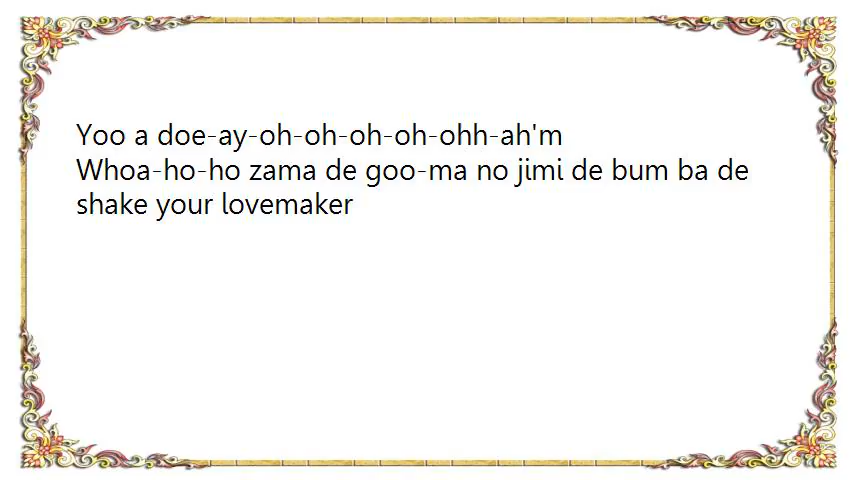 Yoo a doe-ay-oh-oh-oh-oh-ohh-ah'm
Whoa-ho-ho zama de goo-ma no jimi de bum ba de
shake your lovemaker